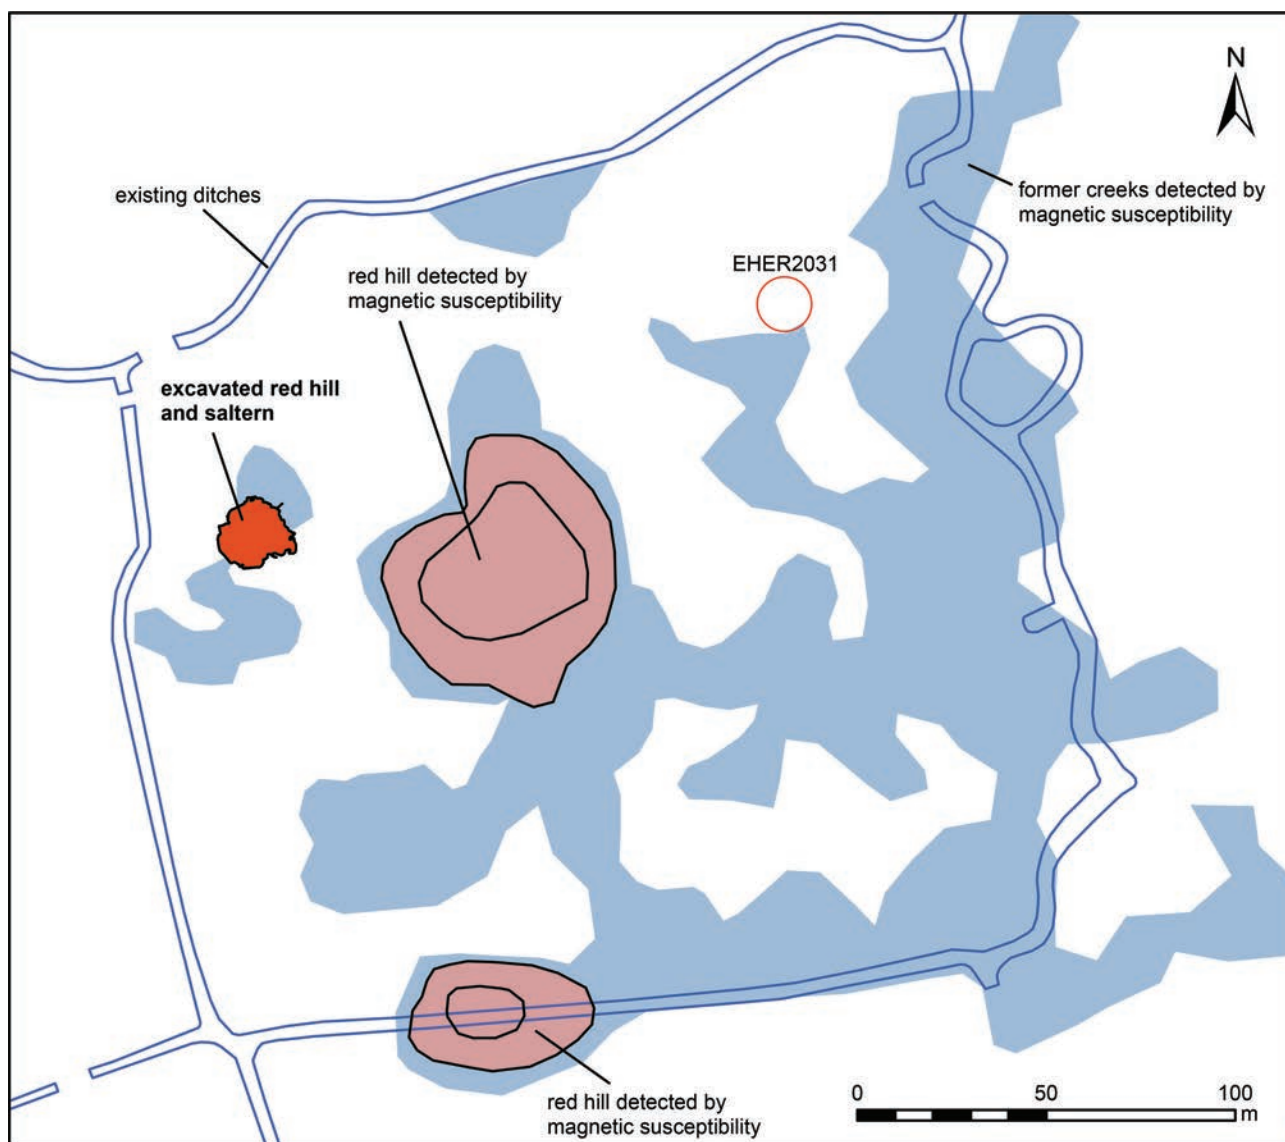 N
existing ditches
former creeks detected by
magnetic susceptibility
EHER2031
red hill detected by
magnetic susceptibility
excavated red hill
and saltern
red hill detected by
magnetic susceptibility
0 50 100
m